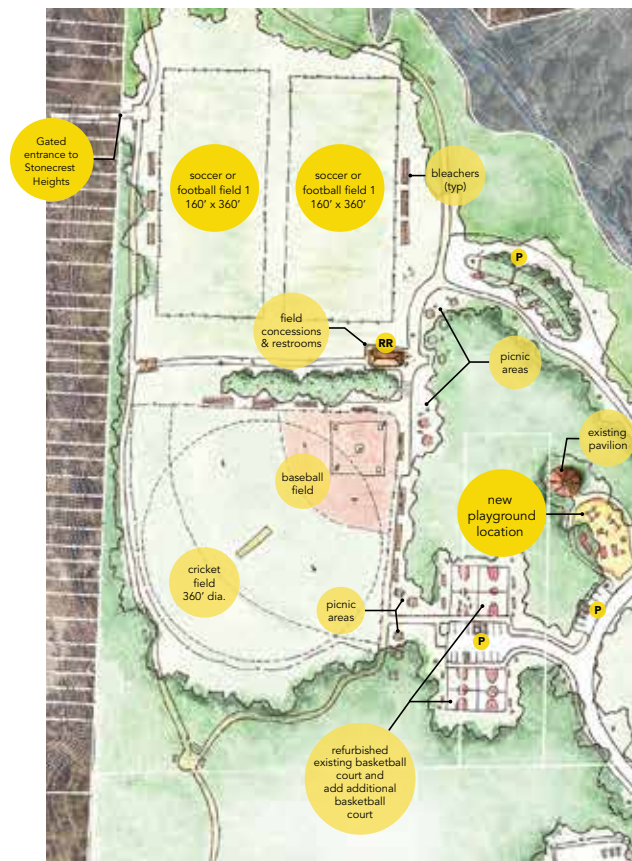 Gated
entrance to
Stonecrest
Heights
soccer or
football field 1
160' x 360'
soccer or
football field 1
160' x 360'
bleachers
(typ)
P
field
concessions
& restrooms
RR
picnic
areas
existing
pavilion
baseball
field
new
playground
location
cricket
field
360' dia.
picnic
areas
P
P
refurbished
existing basketball
court and
add additional
basketball
court